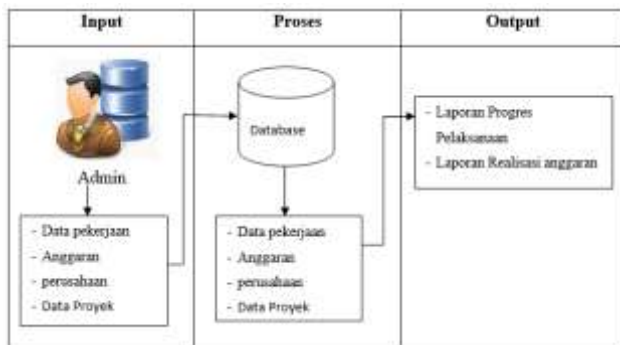 Input
Proses
Output
Admin
- Data pekerjaan
- Anggaran
- perusahaan
- Data Proyek
Database
- Data pekerjaan
- Anggaran
- perusahaan
- Data Proyek
- Laporan Progres
Pelaksanaan
- Laporan Realisasi anggaran